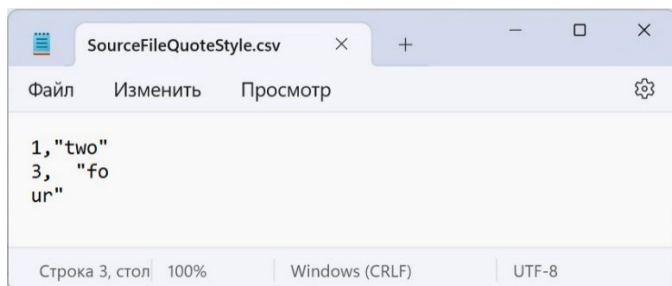 SourceFileQuoteStyle.csv
Файл Изменить Просмотр
1,"two"
3,  "fo
ur"
Строка 3, стол 100% Windows (CRLF) UTF-8